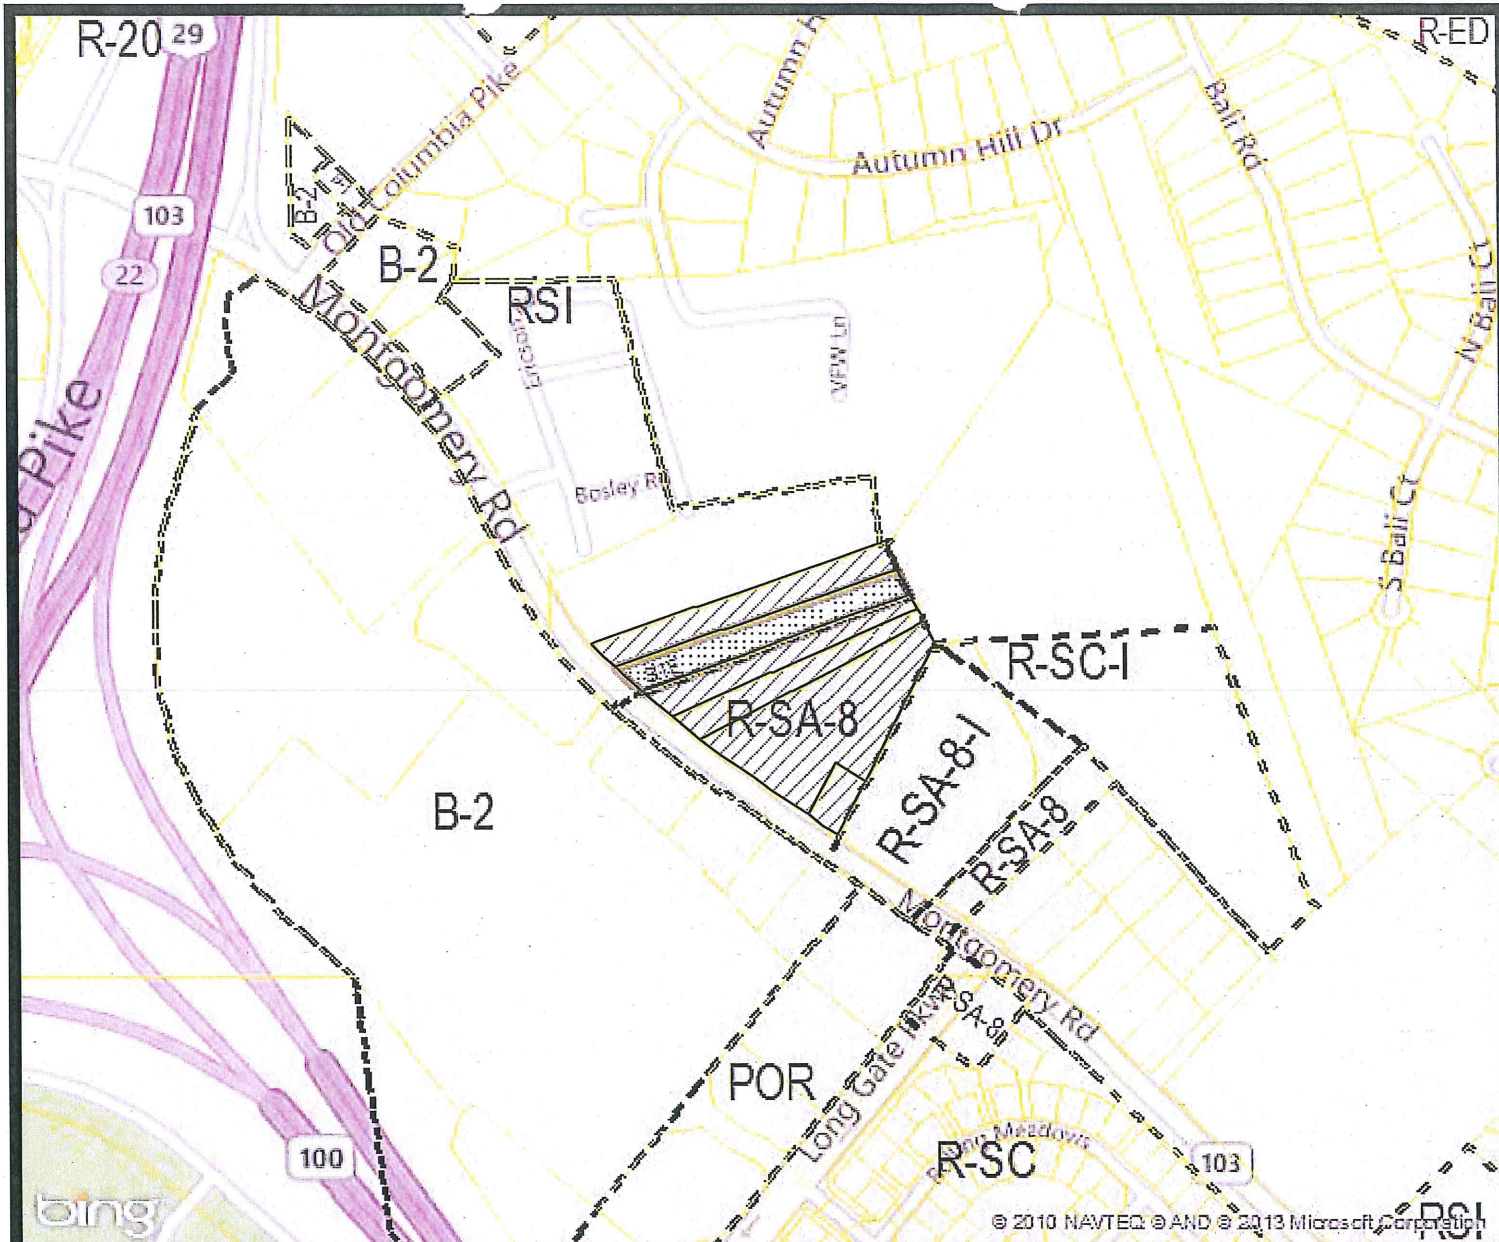 R-20
29
R-ED
Old Columbia Pike
Autumn H
Autumn Hill Dr
Bali Rd
103
22
B-2
B-2
RSI
VFW Ln
N Bali Ct
Montgomery Rd
Pike
Bosley R
S Bali Ct
R-SC-I
R-SA-8
R-SA-8-I
B-2
R-SA-8
Montgomery Rd
R-SA-8
POR
Long Gate Pkwy
Meadows
R-SC
103
100
bing
RSI
© 2010 NAVTEQ © AND © 2013 Microsoft Corporation